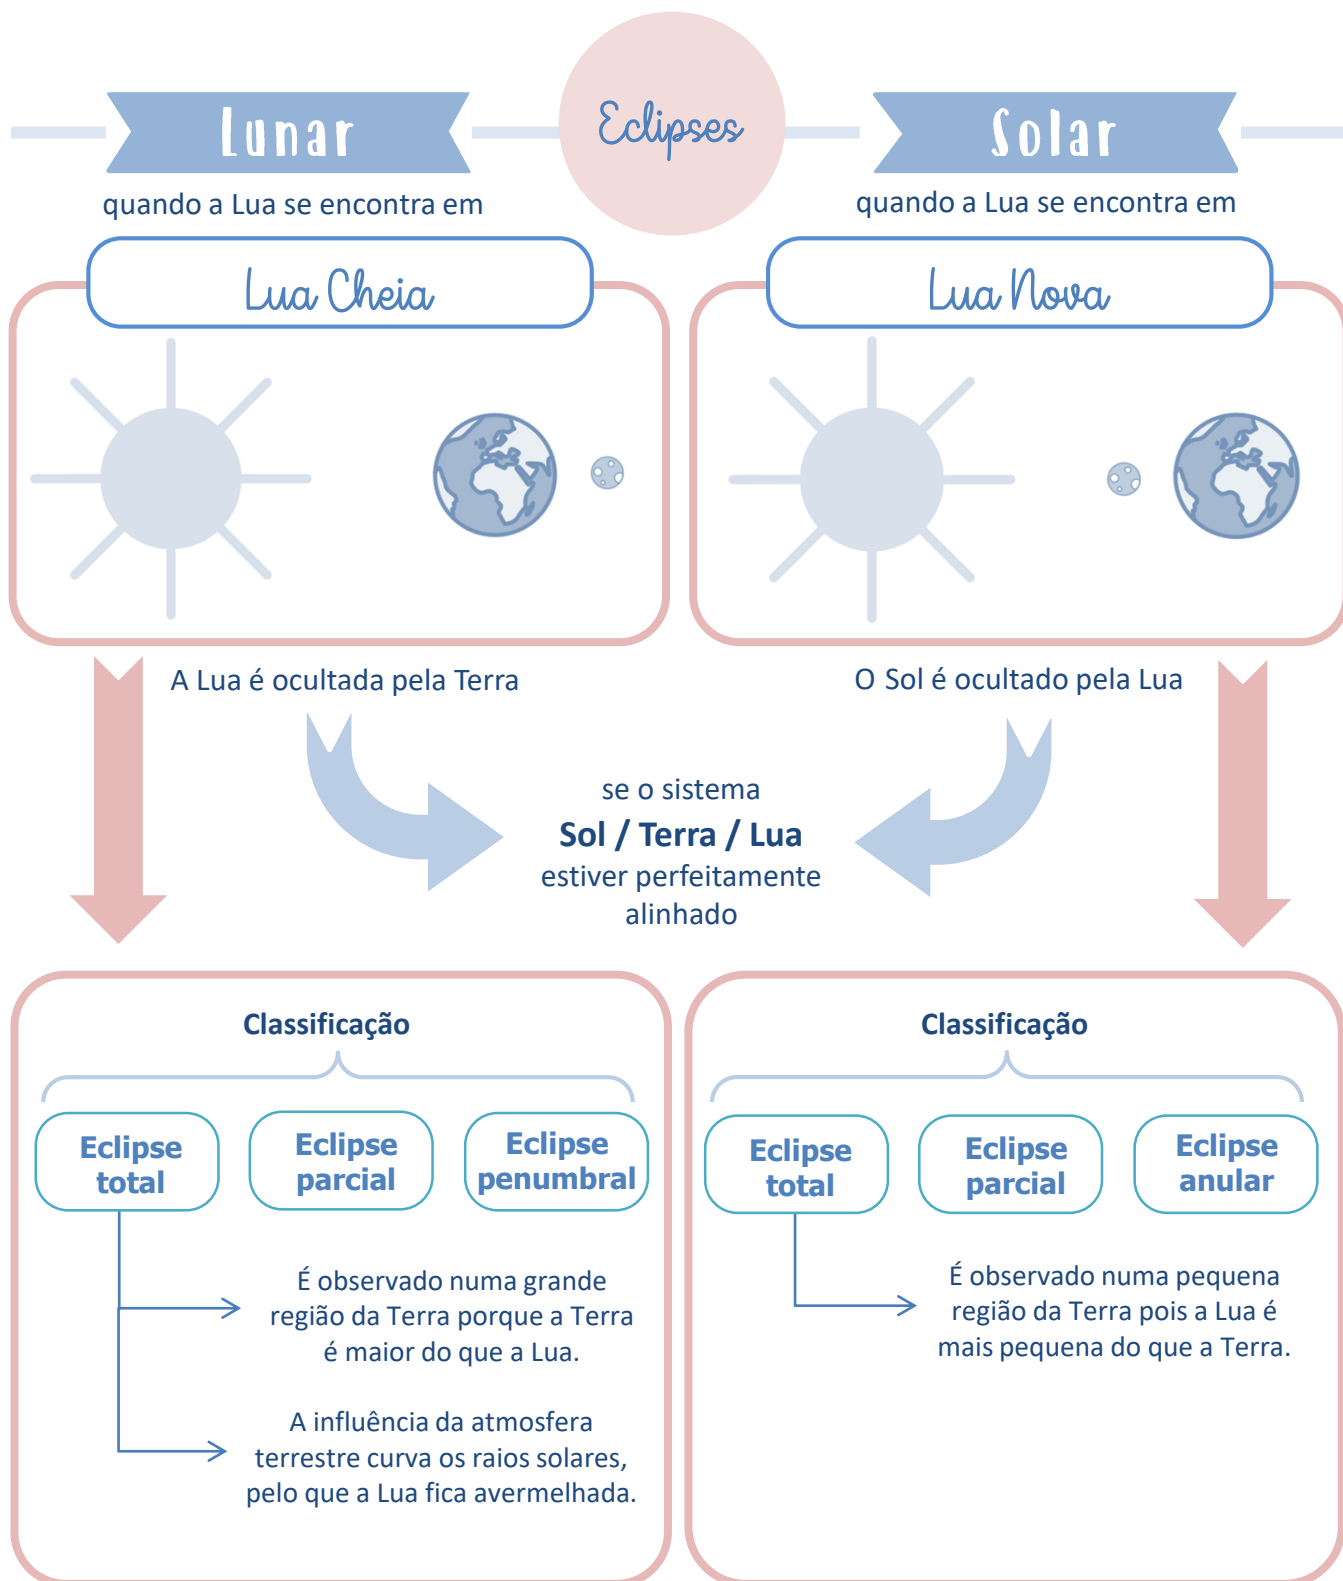 Eclipses
Lunar
quando a Lua se encontra em
Lua Cheia
A Lua é ocultada pela Terra
Solar
quando a Lua se encontra em
Lua Nova
O Sol é ocultado pela Lua
se o sistema
Sol / Terra / Lua
estiver perfeitamente
alinhado
Classificação
Eclipse
total
Eclipse
parcial
Eclipse
penumbral
É observado numa grande
região da Terra porque a Terra
é maior do que a Lua.
A influência da atmosfera
terrestre curva os raios solares,
pelo que a Lua fica avermelhada.
Classificação
Eclipse
total
Eclipse
parcial
Eclipse
anular
É observado numa pequena
região da Terra pois a Lua é
mais pequena do que a Terra.